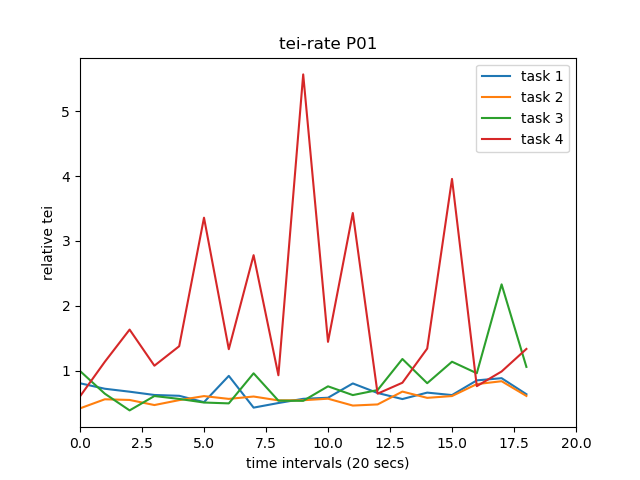 tei-rate P01
task 1
task 2
task 3
task 4
relative tei
5
4
3
2
1
0.0 2.5 5.0 7.5 10.0 12.5 15.0 17.5 20.0
time intervals (20 secs)